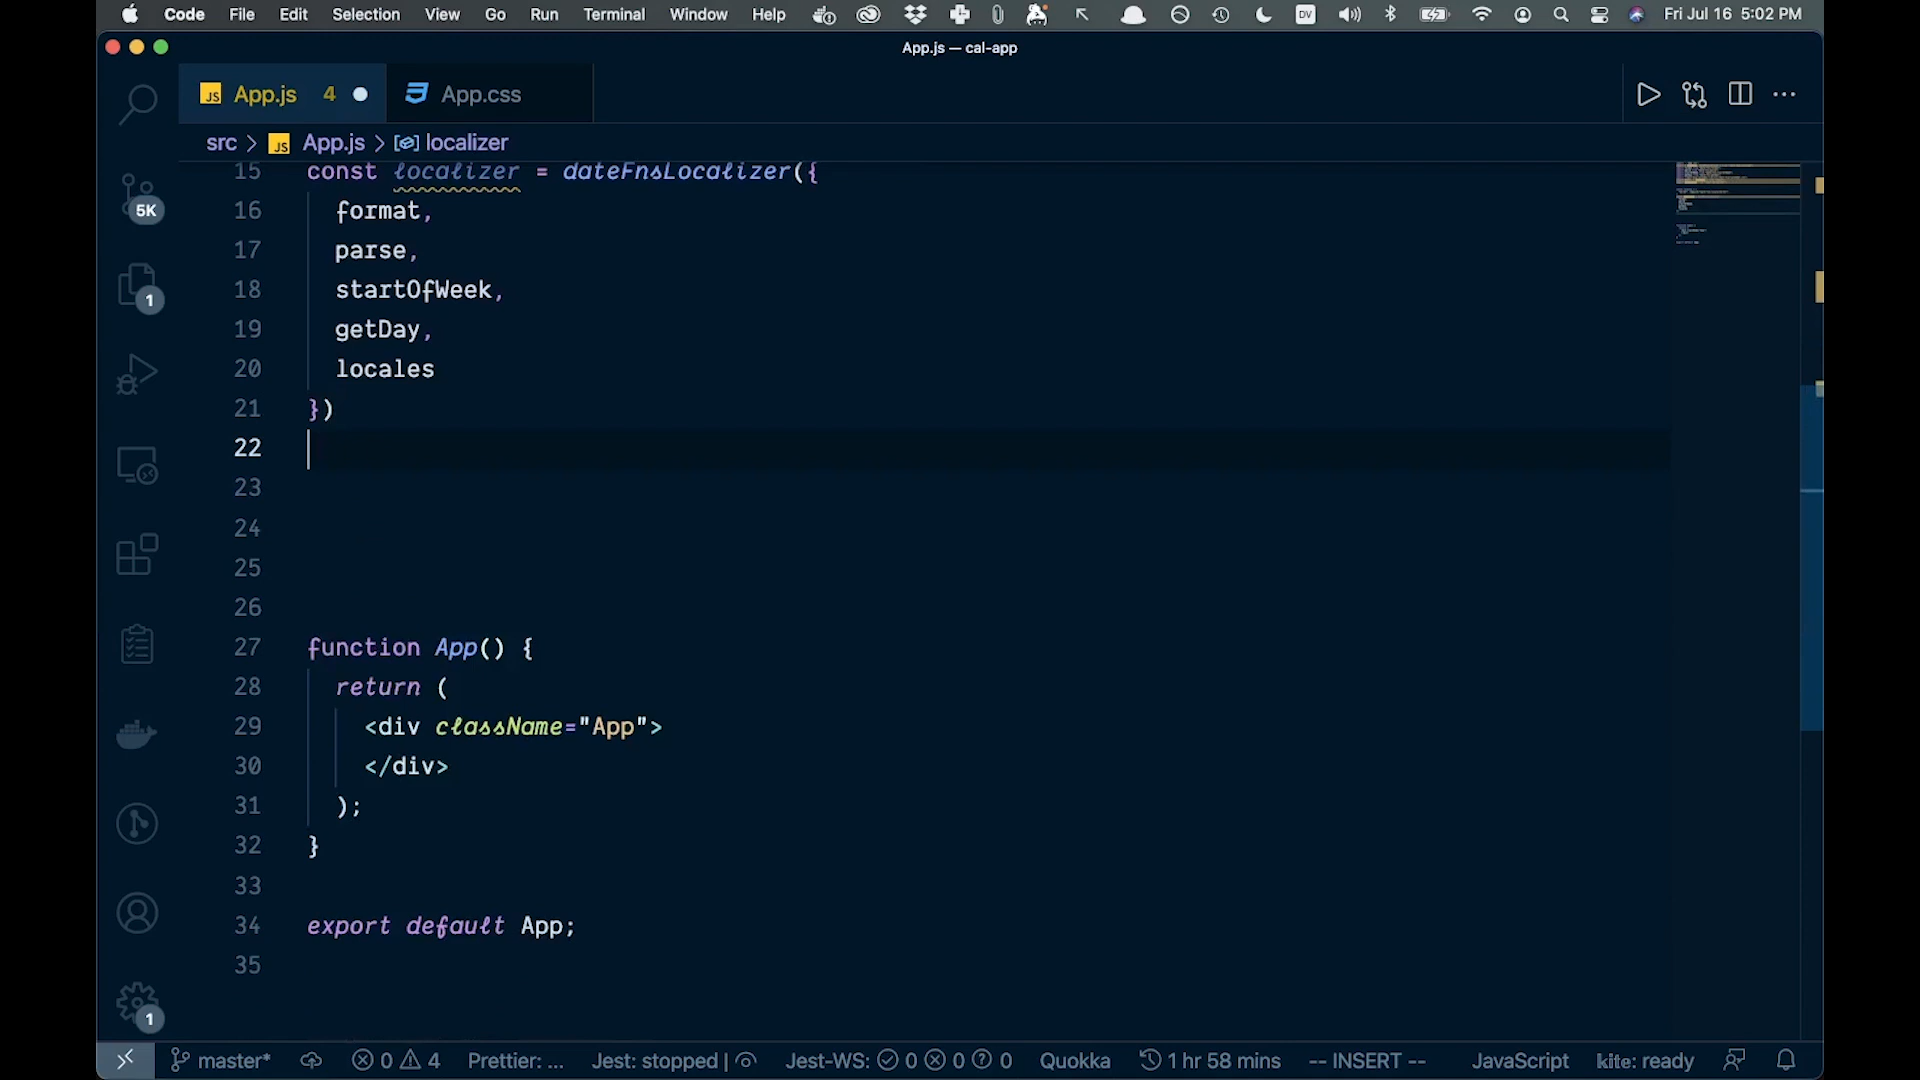 Code File Edit Selection View Go Run Terminal Window Help DV Fri Jul 16 5:02 PM
App.js — cal-app
JS App.js 4 App.css
src > JS App.js > localizer
15 const localizer = dateFnsLocalizer({
16 format,
17 parse,
18 startOfWeek,
19 getDay,
20 locales
21 })
22
23
24
25
26
27 function App() {
28 return (
29 <div className="App">
30 </div>
31 );
32 }
33
34 export default App;
35
5K
1
1
master* 0 4 Prettier: ... Jest: stopped | Jest-WS: 0 0 0 Quokka 1 hr 58 mins -- INSERT -- JavaScript kite: ready